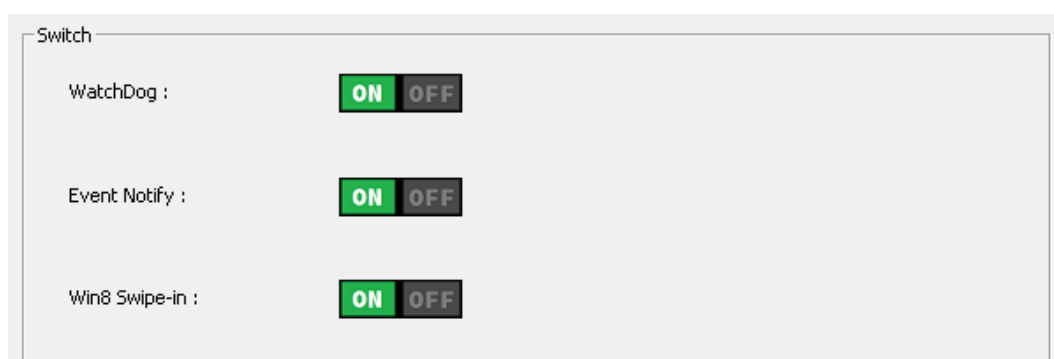 Switch
WatchDog : ON OFF
Event Notify : ON OFF
Win8 Swipe-in : ON OFF